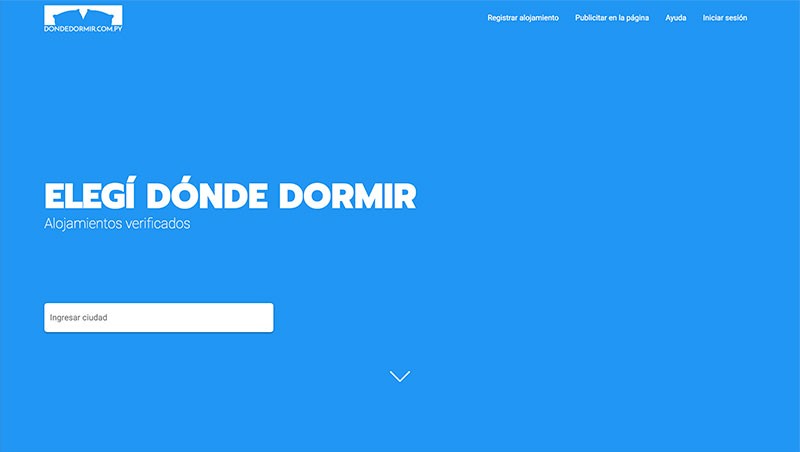 DONDEDORMIR.COM.PY
Registrar alojamiento
Publicitar en la página
Ayuda
Iniciar sesión
ELEGÍ DÓNDE DORMIR
Alojamientos verificados
Ingresar ciudad